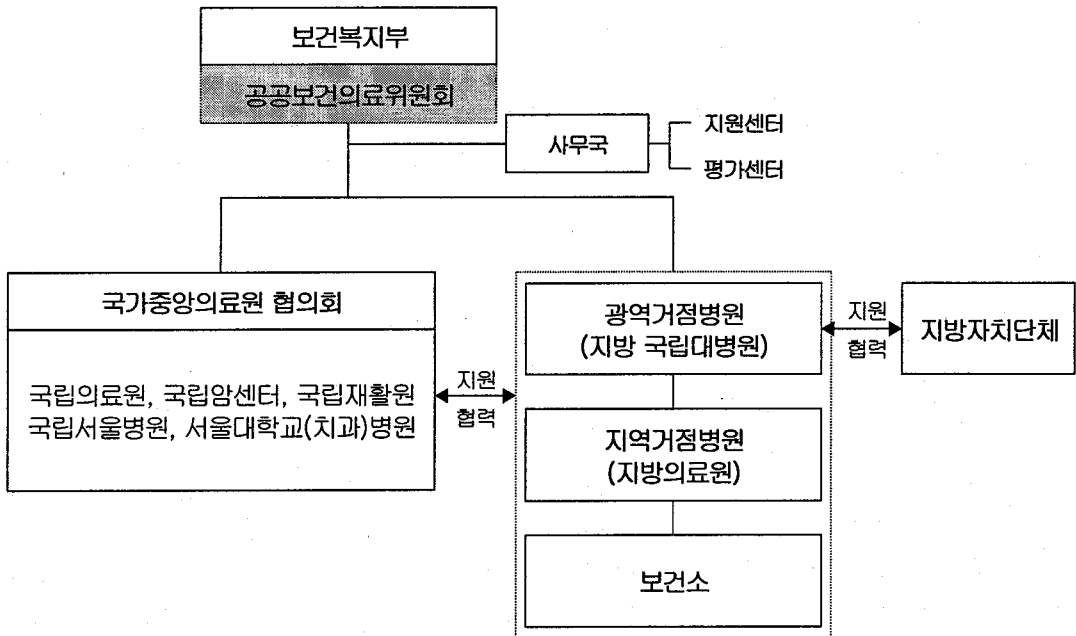 보건복지부
공공보건의료위원회
사무국
지원센터
평가센터
국가중앙의료원 협의회
국립의료원, 국립암센터, 국립재활원
국립서울병원, 서울대학교(치과)병원
지원
협력
광역거점병원
(지방 국립대병원)
지역거점병원
(지방의료원)
보건소
지원
협력
지방자치단체